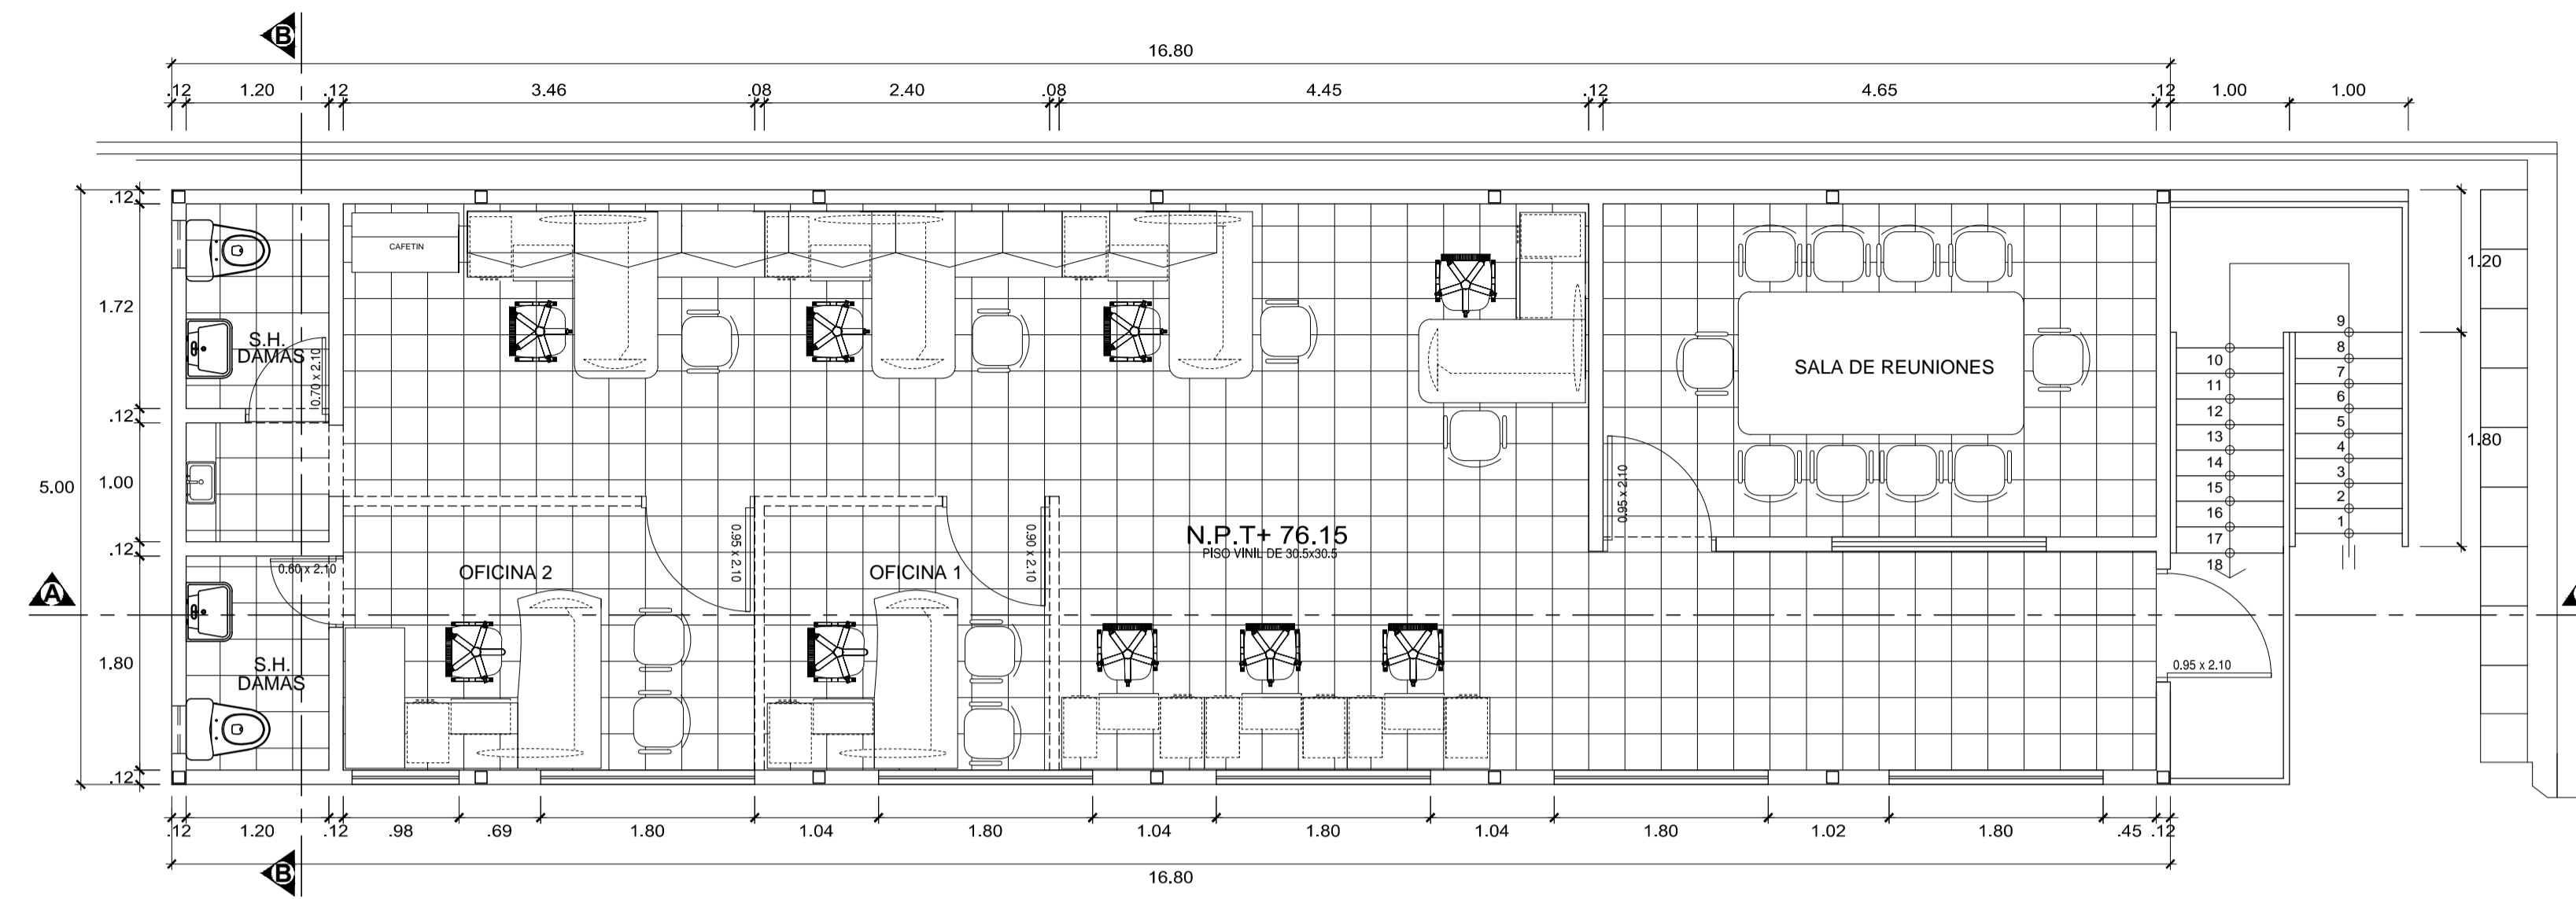 B
16.80
.12 1.20 .12 3.46 .08 2.40 .08 4.45 .12 4.65 .12 1.00 1.00
.12
1.72
.12
1.00
.12
1.80
.12
5.00
CAFETIN
S.H.
DAMAS
0.70 x 2.10
SALA DE REUNIONES
0.95 x 2.10
N.P.T+ 76.15
PISO VINIL DE 30.5x30.5
0.60 x 2.10
OFICINA 2
0.95 x 2.10
OFICINA 1
0.90 x 2.10
A
S.H.
DAMAS
0.95 x 2.10
10
11
12
13
14
15
16
17
18
9
8
7
6
5
4
3
2
1
1.20
1.80
.12 1.20 .12 .98 .69 1.80 1.04 1.80 1.04 1.80 1.04 1.80 1.02 1.80 .45 .12
16.80
B